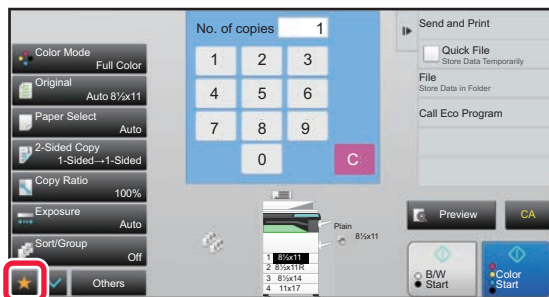 Color Mode
Full Color
Original
Auto 8½x11
Paper Select
Auto
2-Sided Copy
1-Sided→1-Sided
Copy Ratio
100%
Exposure
Auto
Sort/Group
Off
Others
No. of copies 1
1 2 3
4 5 6
7 8 9
0 C
Plain
8½x11
1 8½x11
2 8½x11R
3 8½x14
4 11x17
Send and Print
Quick File
Store Data Temporarily
File
Store Data in Folder
Call Eco Program
Preview CA
B/W
Start
Color
Start